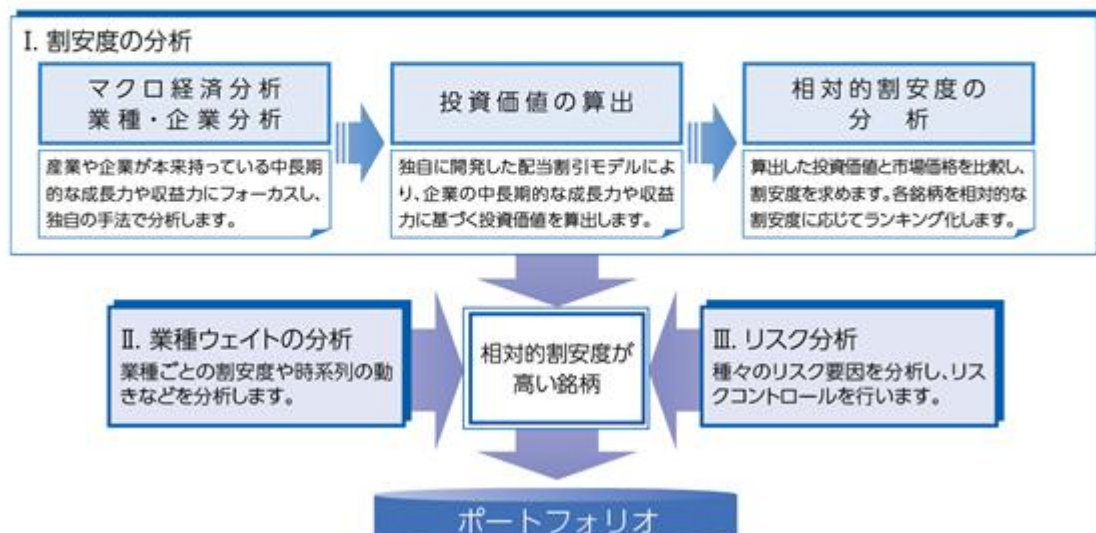 I. 割安度の分析
マクロ経済分析
業種・企業分析
産業や企業が本来持っている中長期
的な成長力や収益力にフォーカスし、
独自の手法で分析します。
投資価値の算出
独自に開発した配当割引モデルによ
り、企業の中長期的な成長力や収益
力に基づく投資価値を算出します。
相対的割安度の
分 析
算出した投資価値と市場価格を比較し、
割安度を求めます。各銘柄を相対的な
割安度に応じてランキング化します。
Ⅱ. 業種ウェイトの分析
業種ごとの割安度や時系列の動
きなどを分析します。
相対的割安度が
高い銘柄
Ⅲ. リスク分析
種々のリスク要因を分析し、リス
クコントロールを行います。
ポートフォリオ